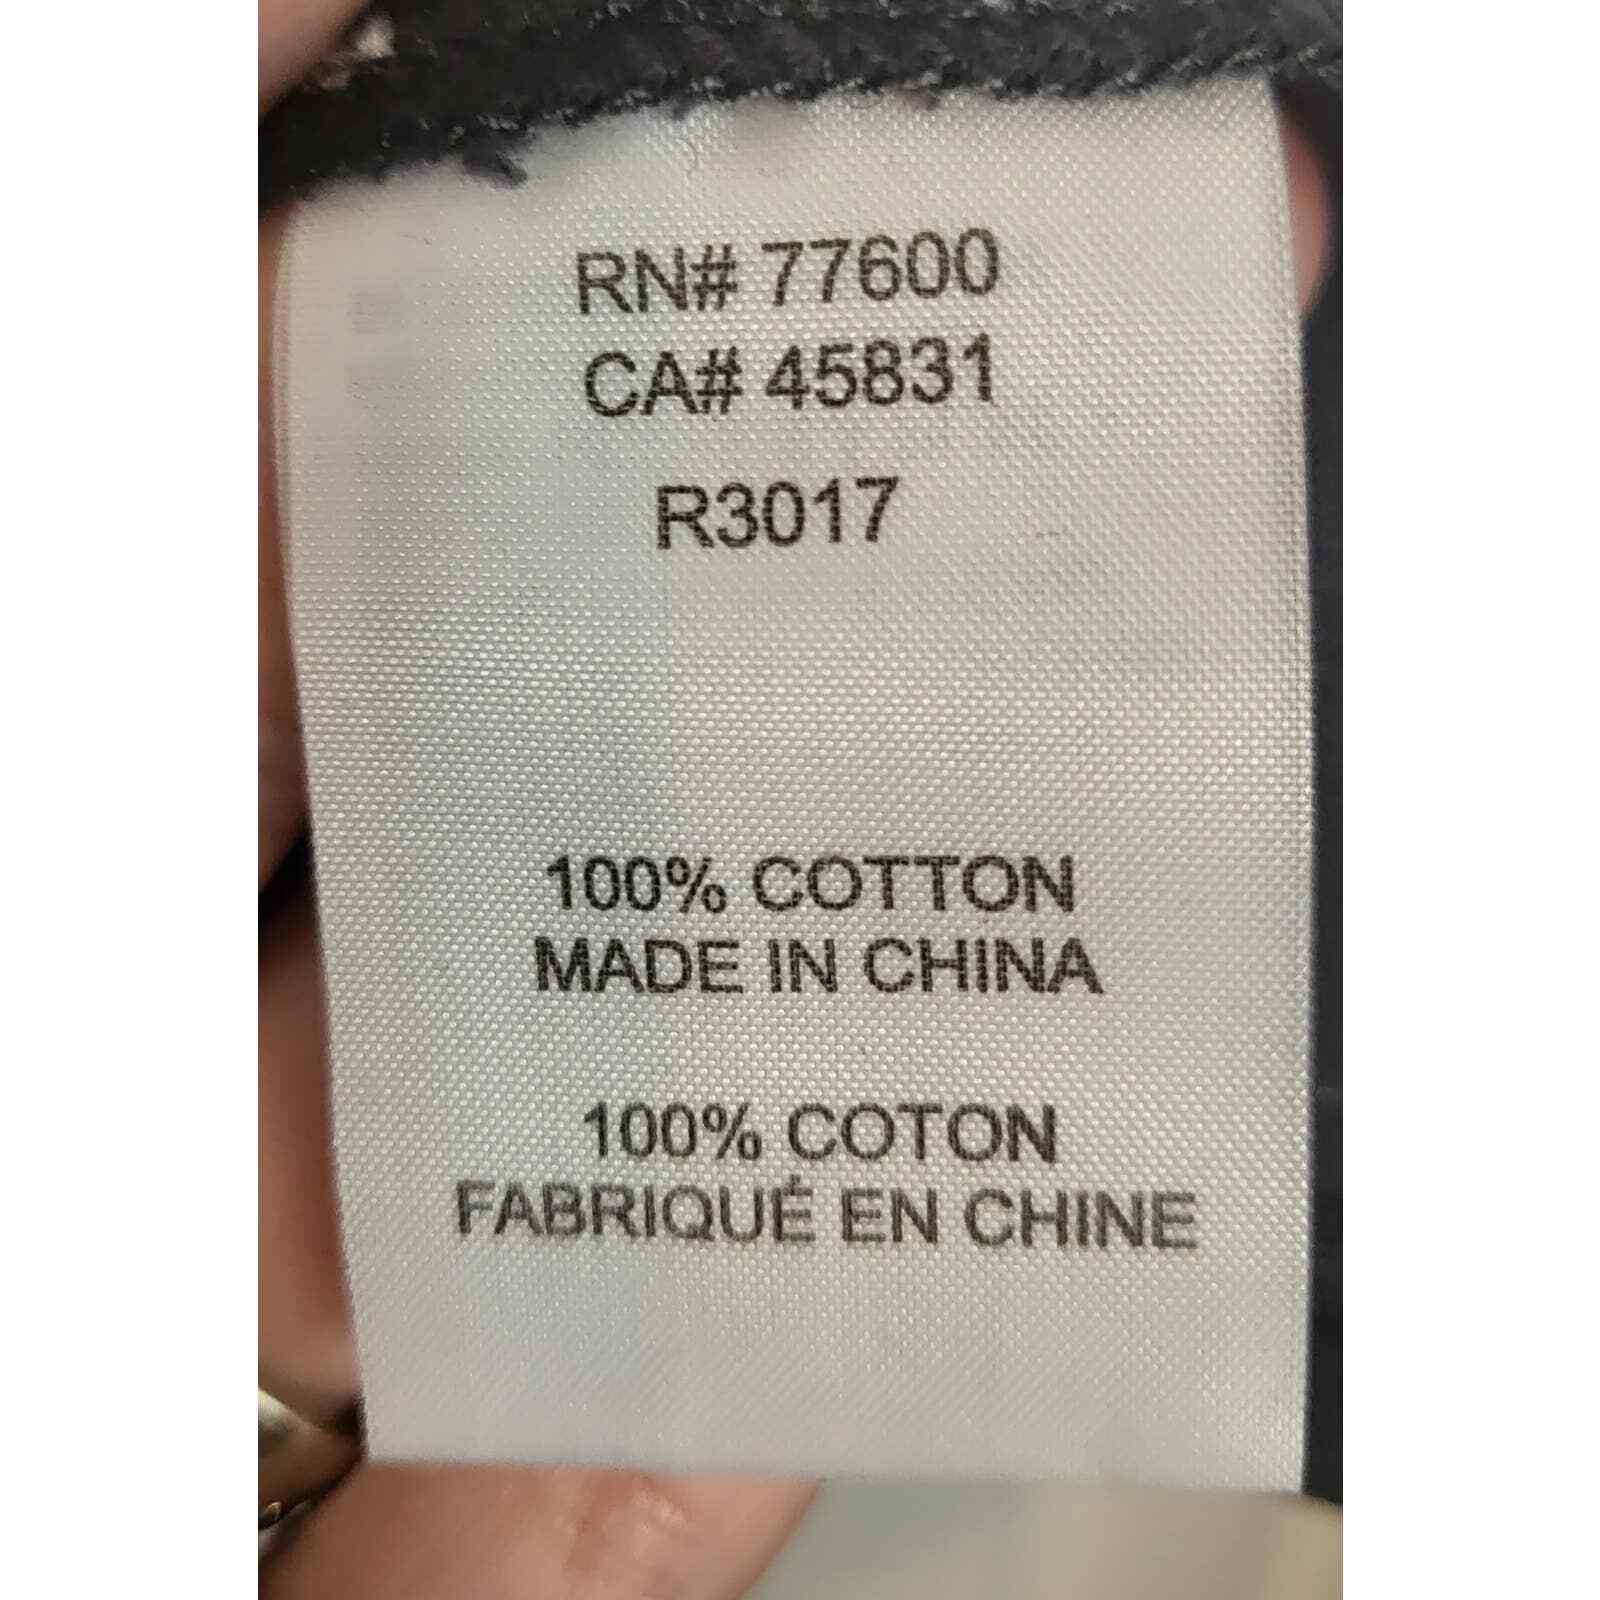 RN# 77600
CA# 45831
R3017
100% COTTON
MADE IN CHINA
100% COTON
FABRIQUÉ EN CHINE